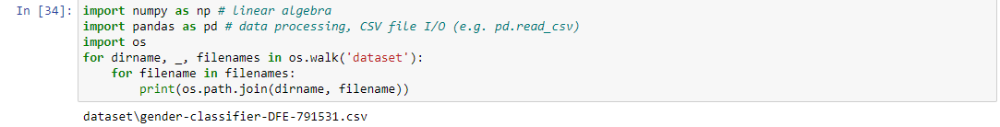 In [34]: import numpy as np # linear algebra
import pandas as pd # data processing, CSV file I/O (e.g. pd.read_csv)
import os
for dirname, _, filenames in os.walk('dataset'):
    for filename in filenames:
        print(os.path.join(dirname, filename))
dataset\gender-classifier-DFE-791531.csv